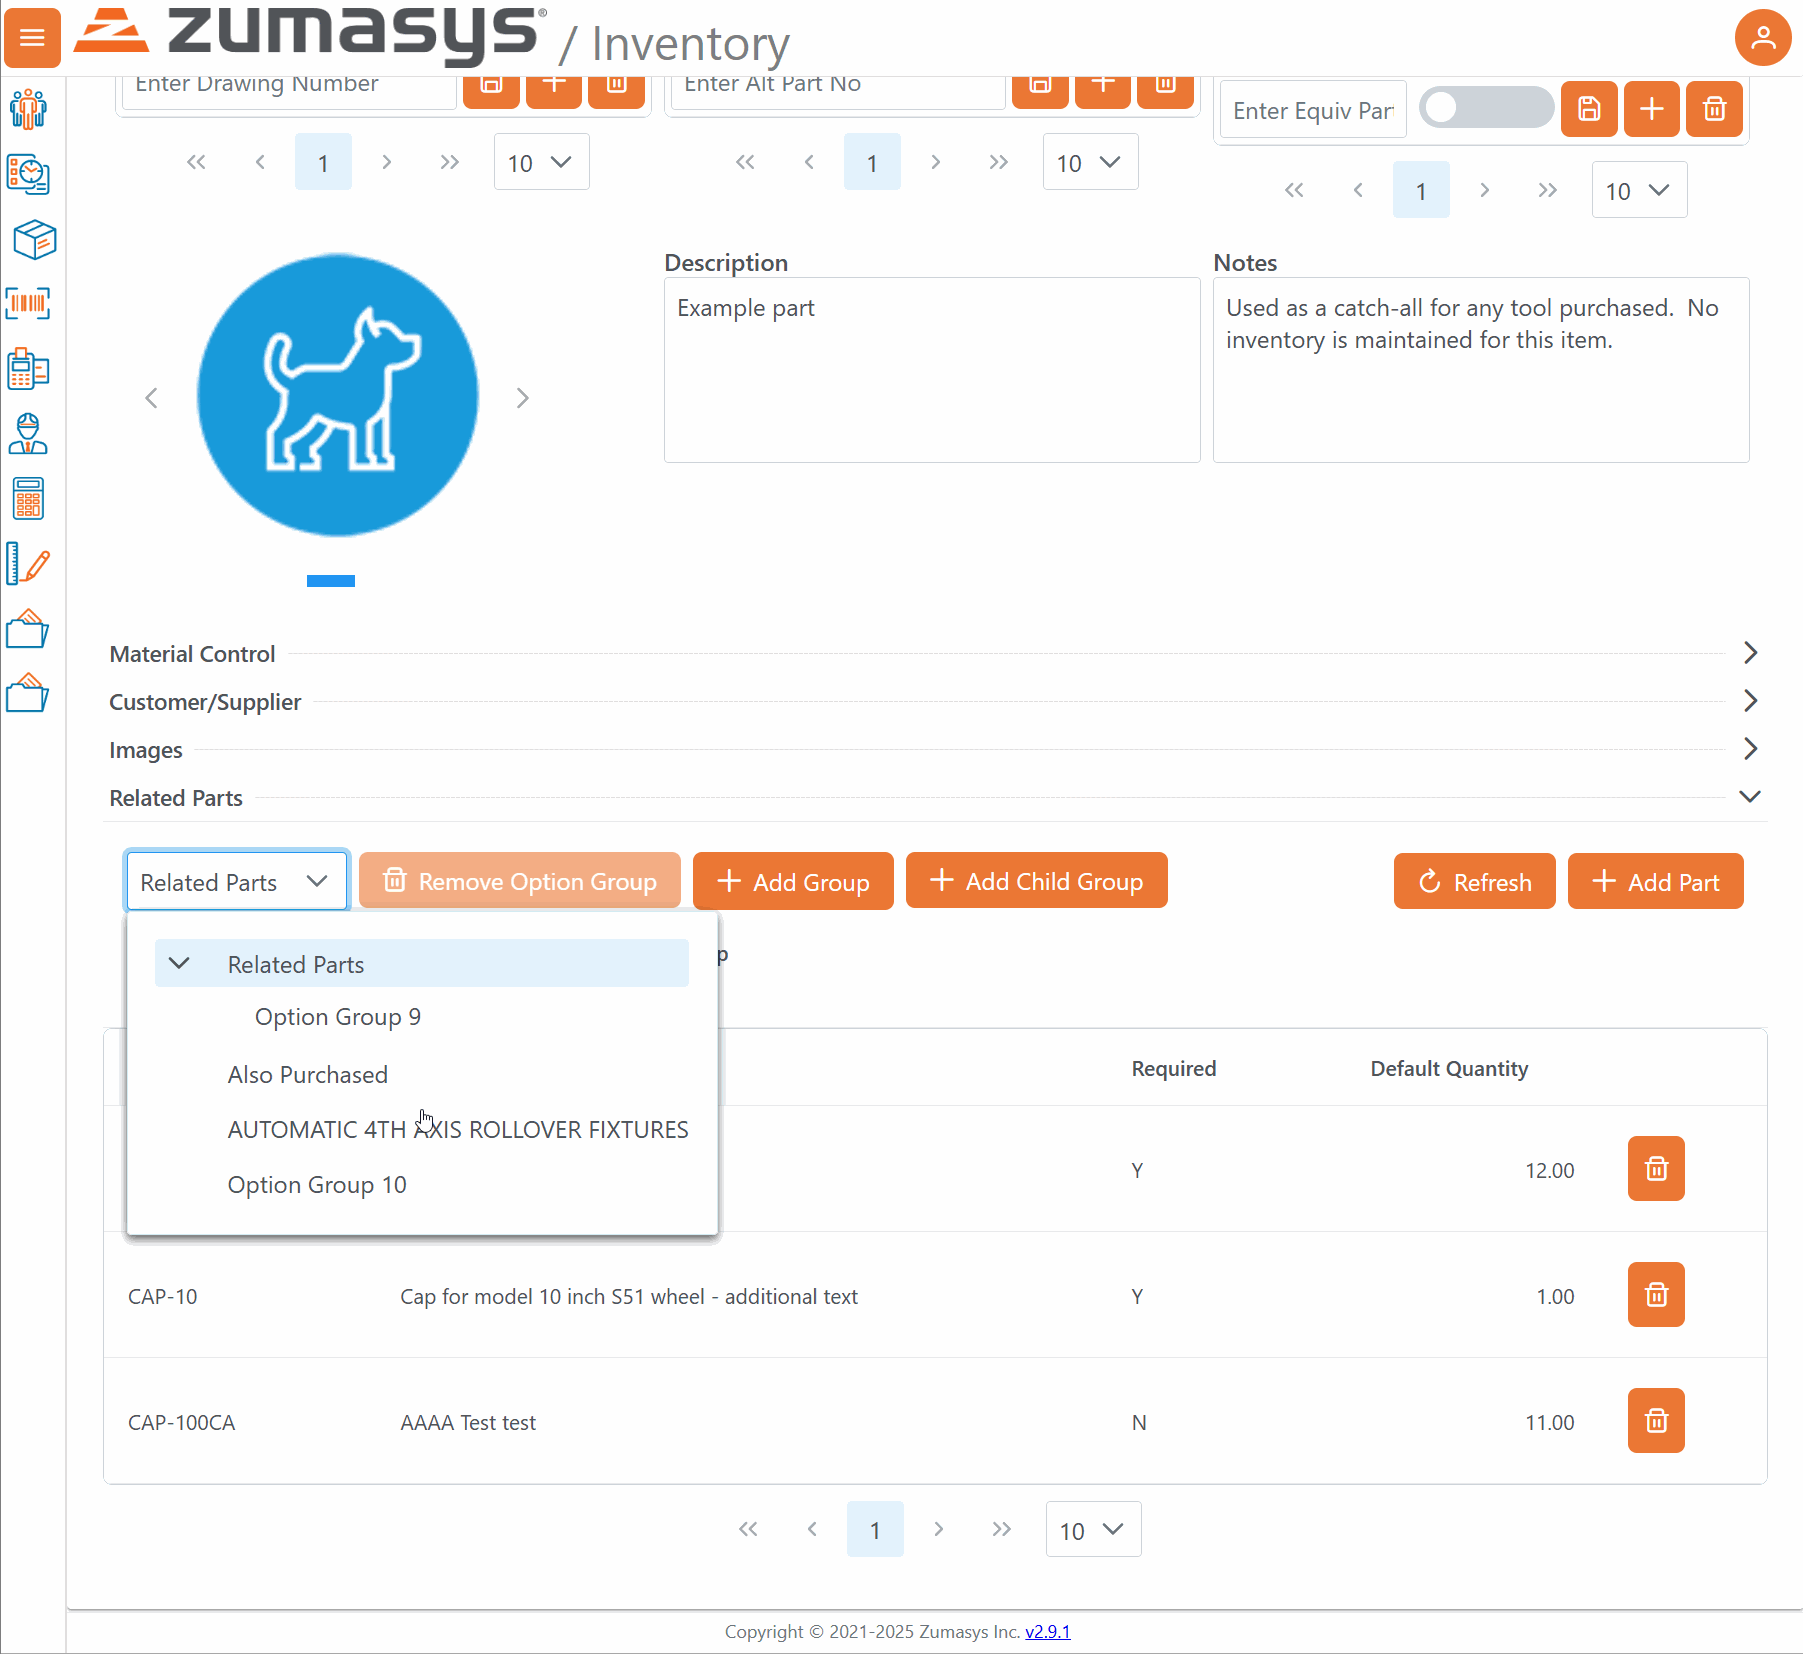 zumasys® / Inventory
Enter Drawing Number
Enter Alt Part No
Enter Equiv Par
1
10
1
10
1
10
Description
Example part
Notes
Used as a catch-all for any tool purchased.  No
inventory is maintained for this item.
Material Control
Customer/Supplier
Images
Related Parts
Related Parts
Remove Option Group
Add Group
Add Child Group
Refresh
Add Part
Related Parts
Option Group 9
Also Purchased
AUTOMATIC 4TH AXIS ROLLOVER FIXTURES
Option Group 10
p
Required
Default Quantity
Y
12.00
CAP-10
Cap for model 10 inch S51 wheel - additional text
Y
1.00
CAP-100CA
AAAA Test test
N
11.00
1
10
Copyright © 2021-2025 Zumasys Inc. v2.9.1